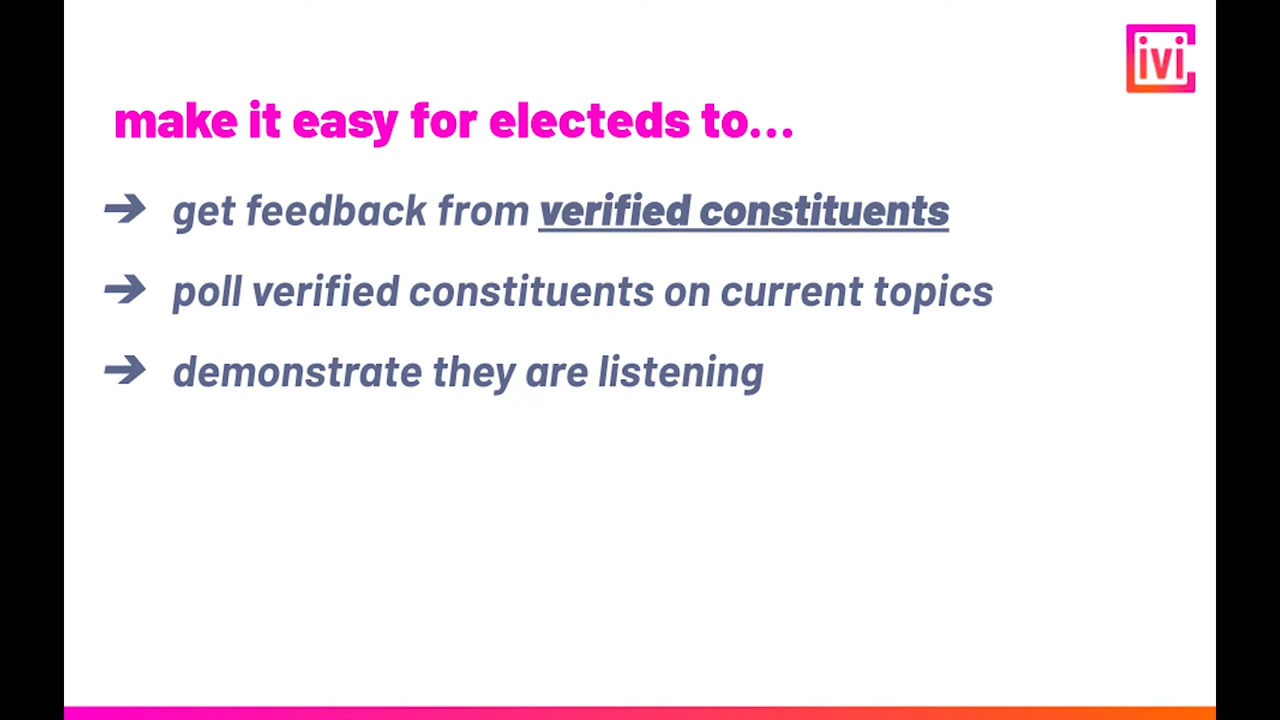 Civic
make it easy for electeds to...
➔ get feedback from verified constituents
➔ poll verified constituents on current topics
➔ demonstrate they are listening